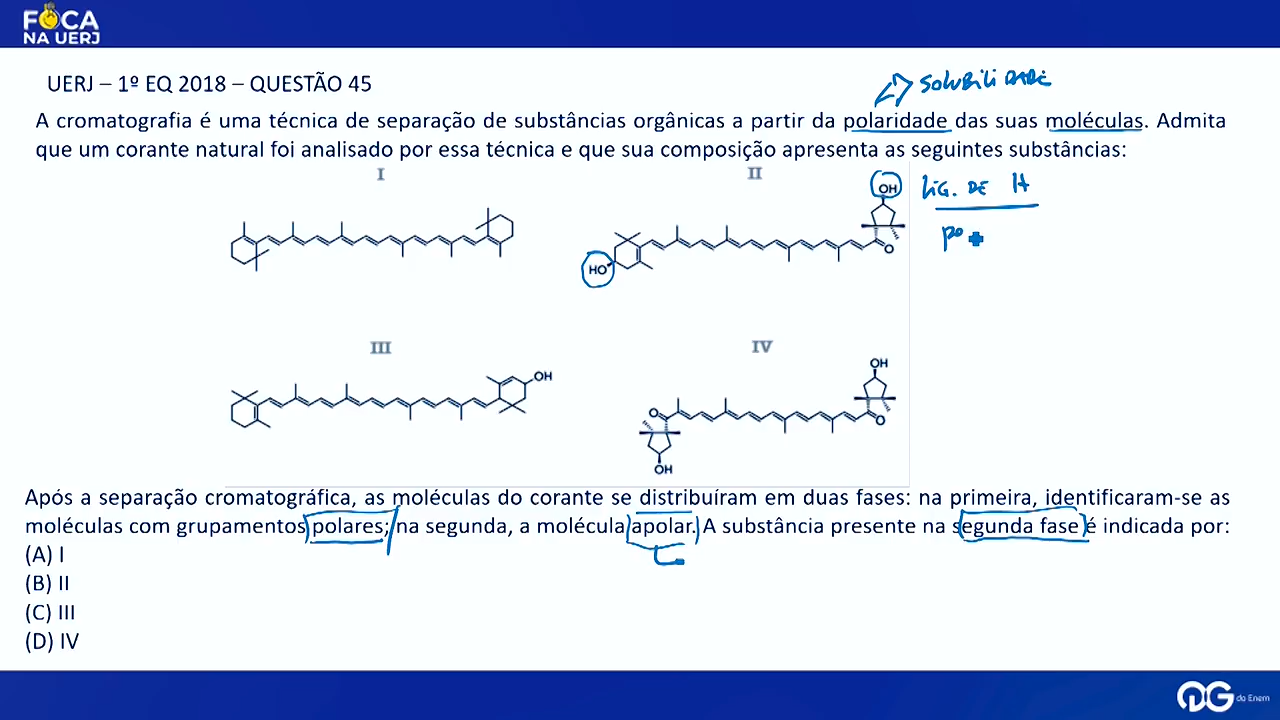 FOCA
NA UERJ
UERJ – 1º EQ 2018 – QUESTÃO 45
SOLUBILIDADE
A cromatografia é uma técnica de separação de substâncias orgânicas a partir da polaridade das suas moléculas. Admita
que um corante natural foi analisado por essa técnica e que sua composição apresenta as seguintes substâncias:
I
II
OH
LIG. DE H
PO
O
HO
III
IV
OH
OH
O
O
OH
Após a separação cromatográfica, as moléculas do corante se distribuíram em duas fases: na primeira, identificaram-se as
moléculas com grupamentos polares; na segunda, a molécula apolar. A substância presente na segunda fase é indicada por:
(A) I
(B) II
(C) III
(D) IV
QG do Enem